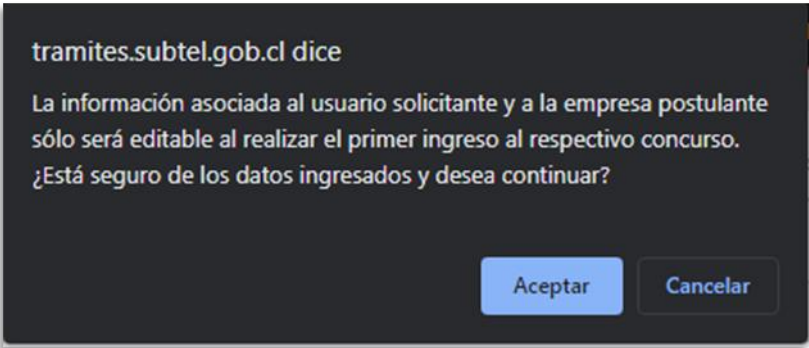 tramites.subtel.gob.cl dice
La información asociada al usuario solicitante y a la empresa postulante
sólo será editable al realizar el primer ingreso al respectivo concurso.
¿Está seguro de los datos ingresados y desea continuar?
Aceptar
Cancelar